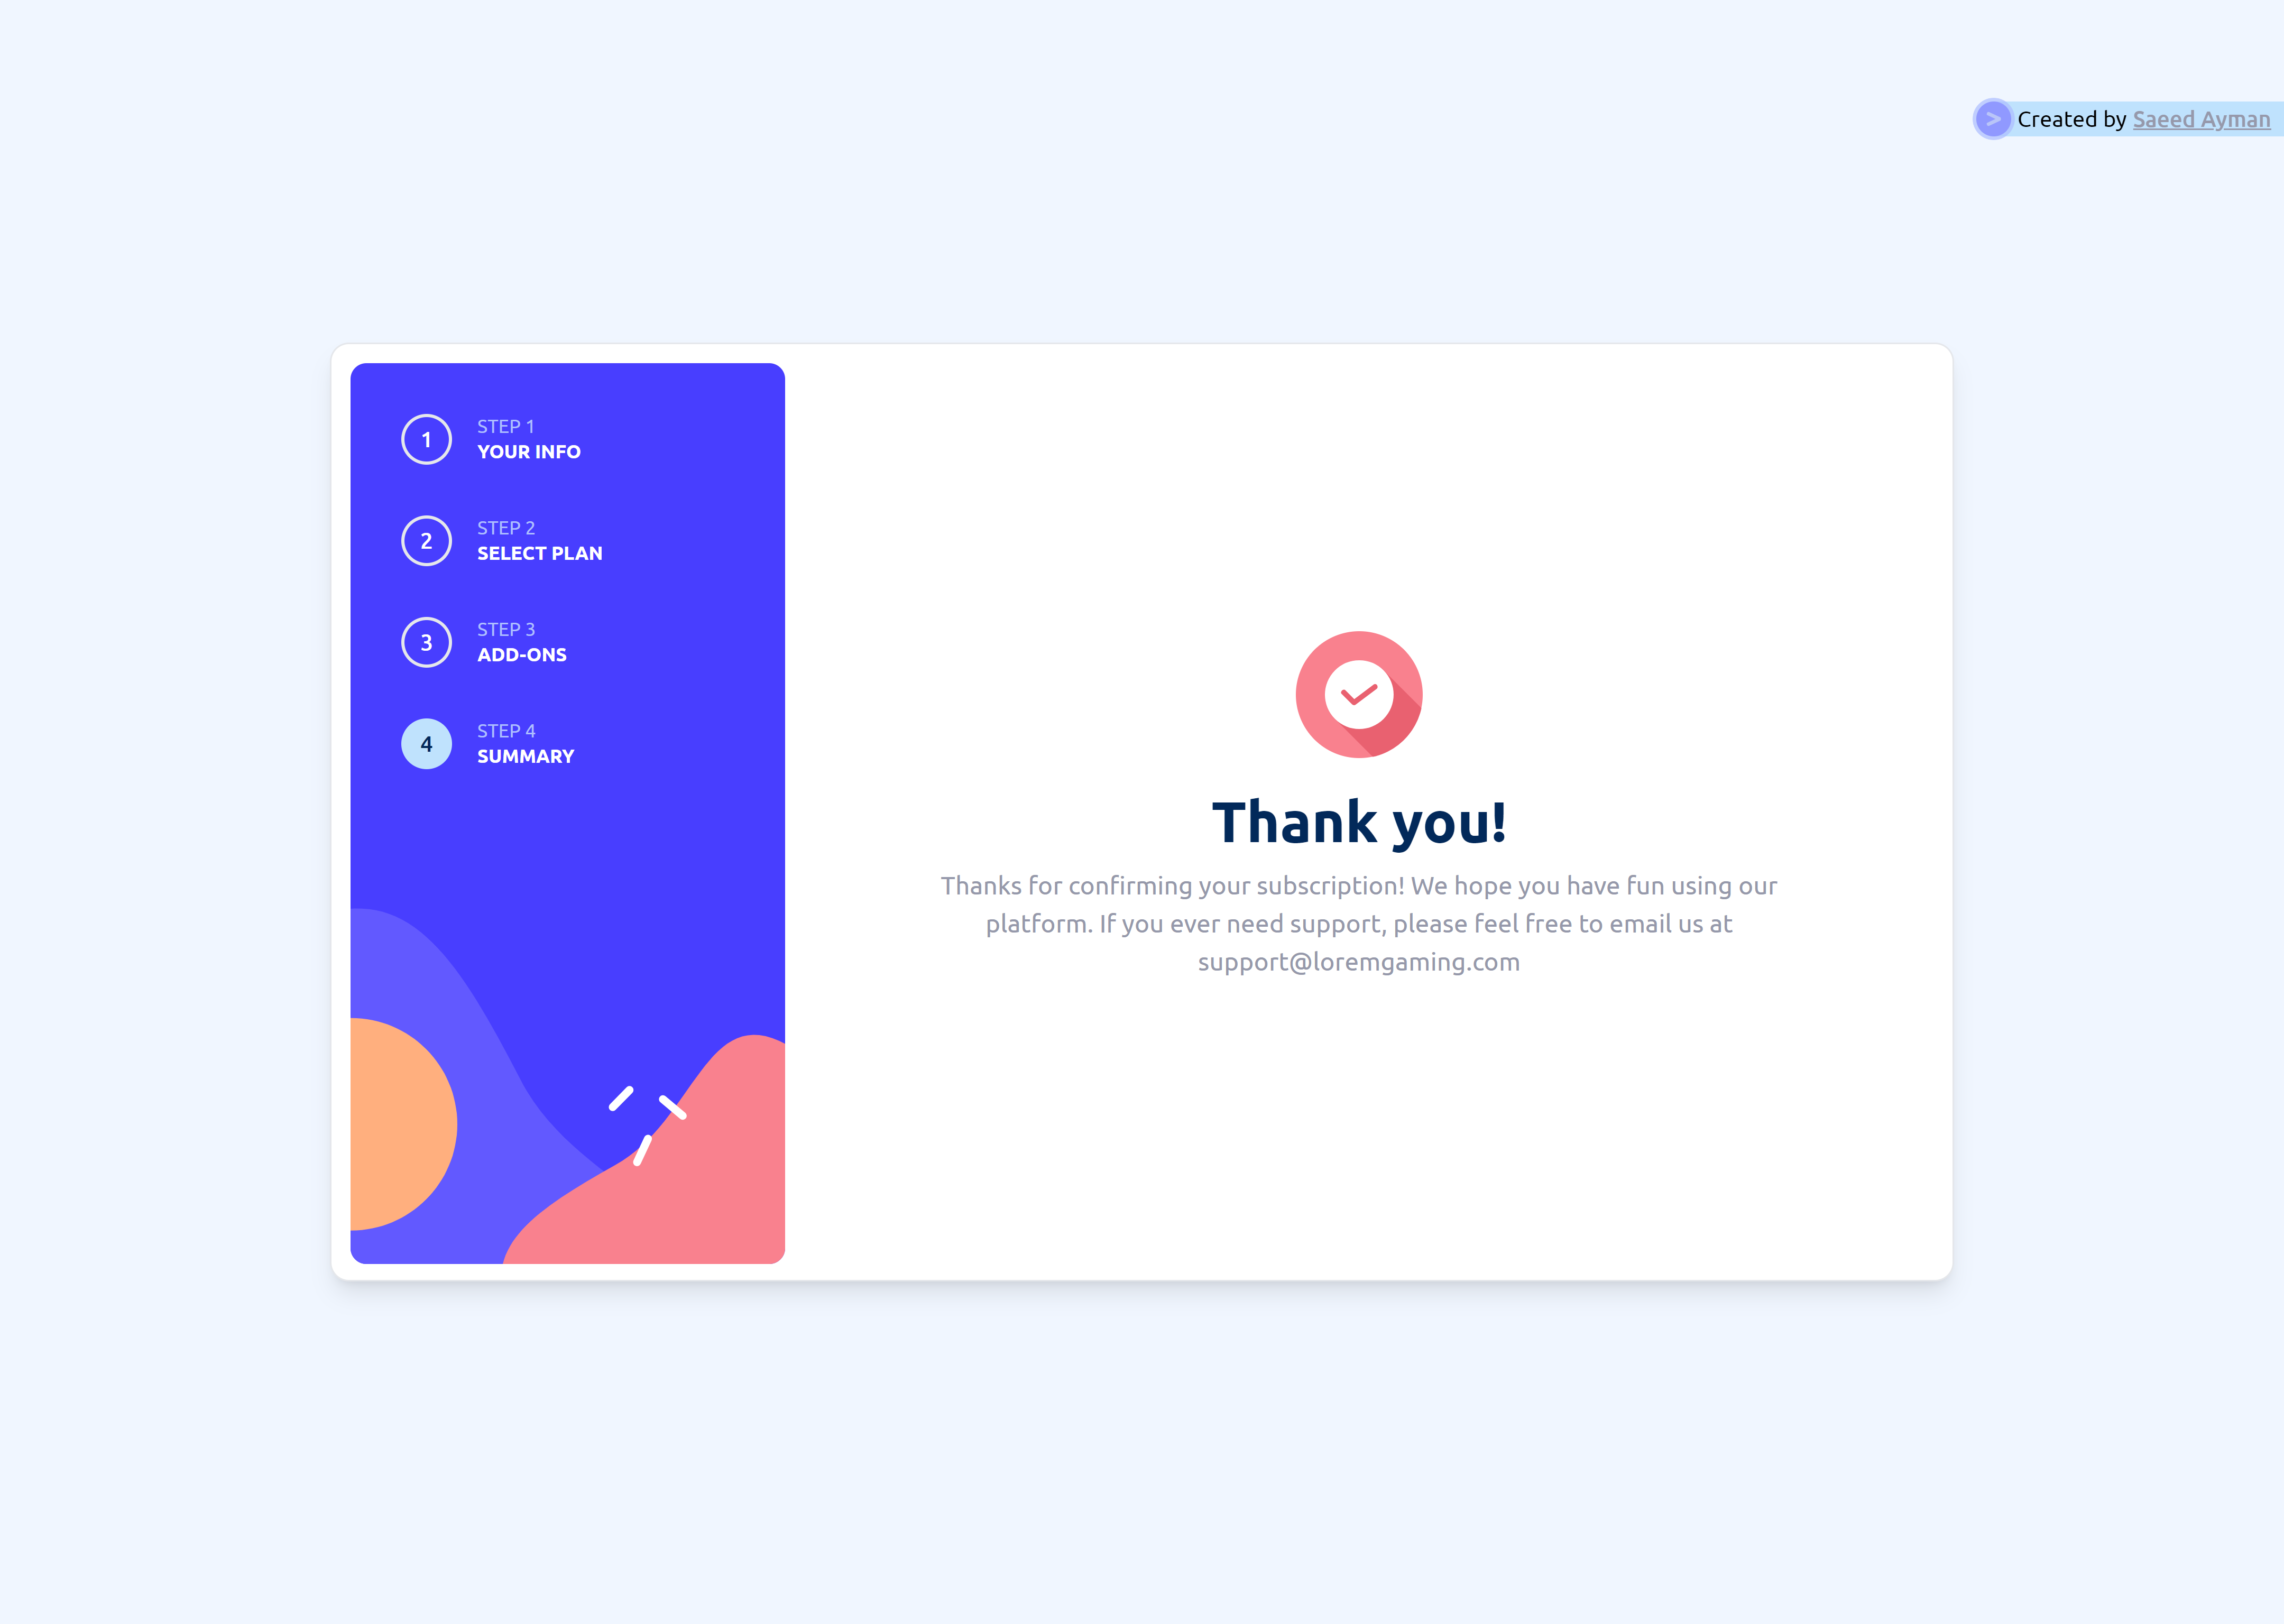 > Created by Saeed Ayman
1
STEP 1
YOUR INFO
2
STEP 2
SELECT PLAN
3
STEP 3
ADD-ONS
4
STEP 4
SUMMARY
Thank you!
Thanks for confirming your subscription! We hope you have fun using our
platform. If you ever need support, please feel free to email us at
support@loremgaming.com